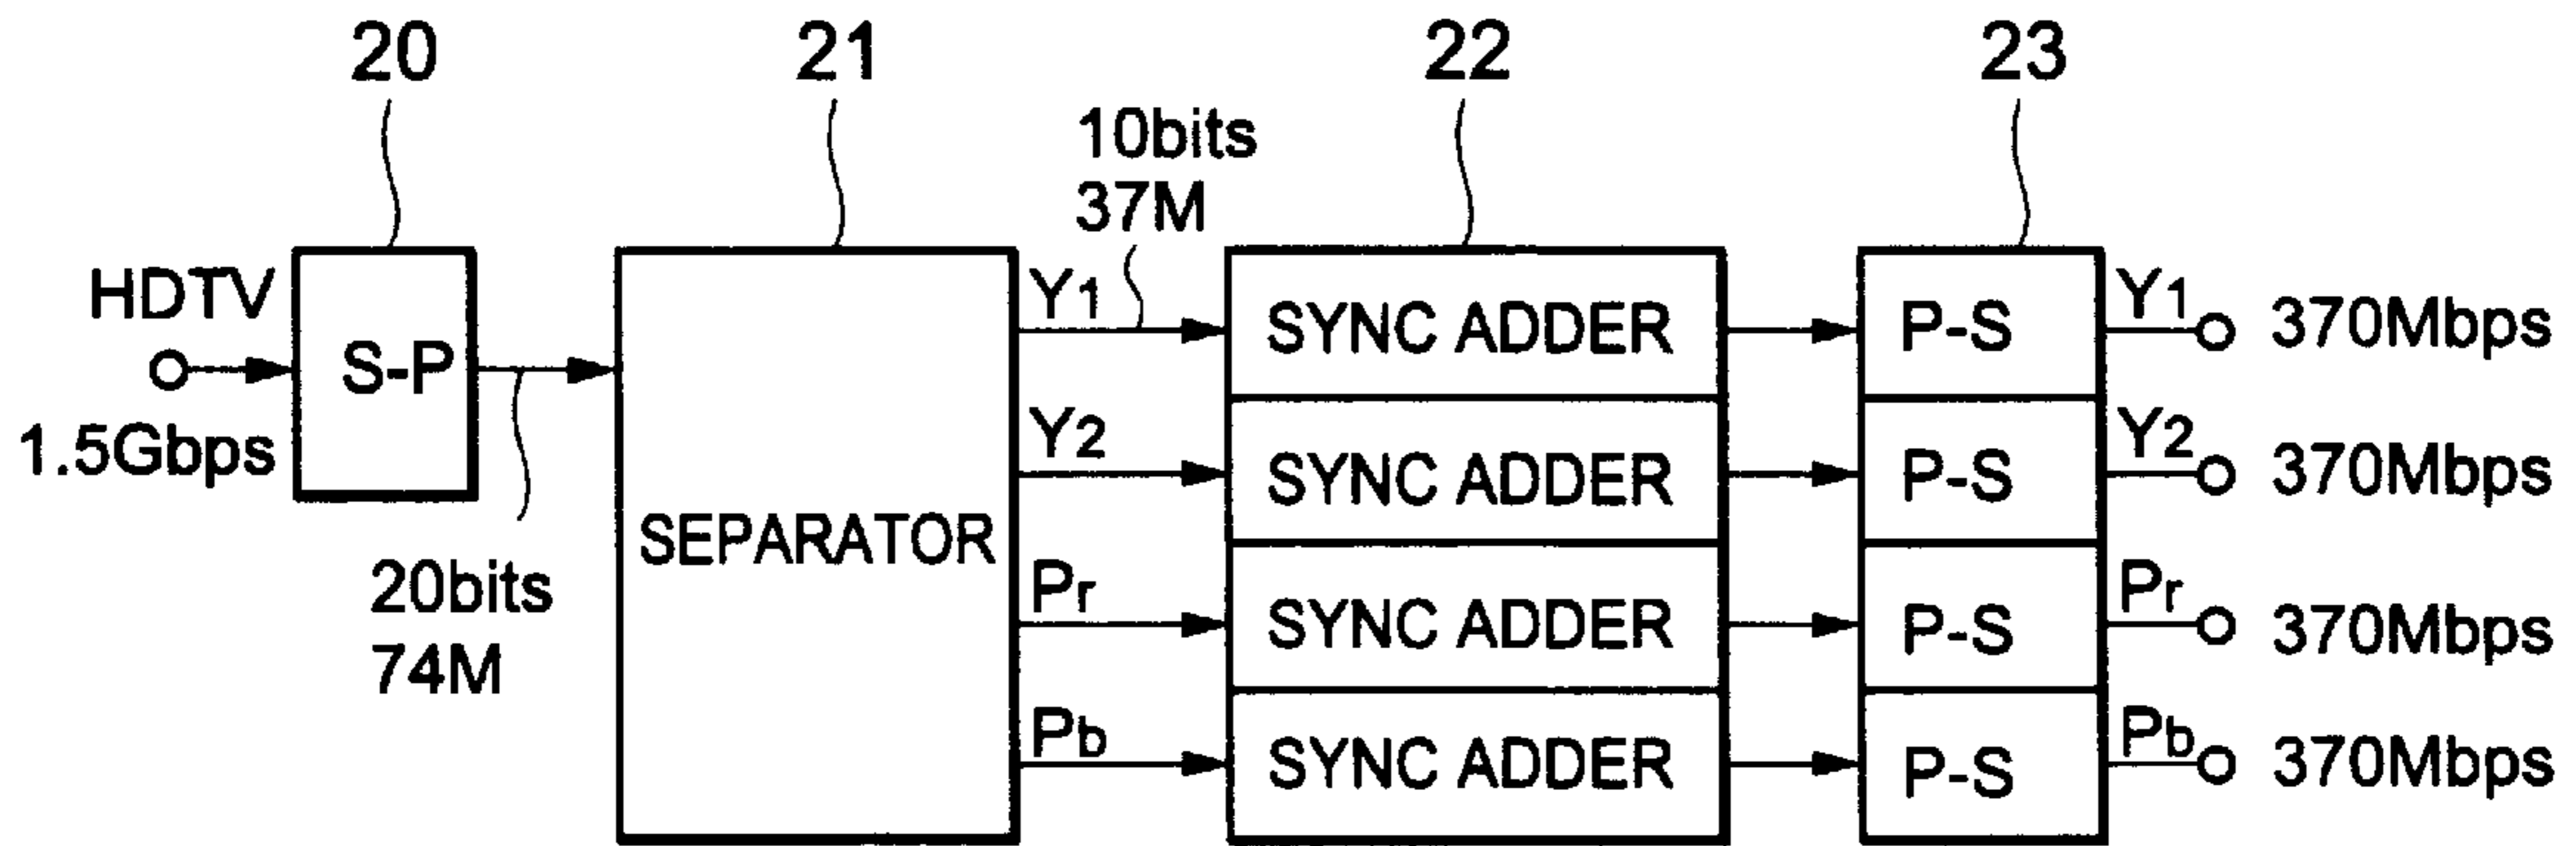 20
21
22
23
10bits
37M
HDTV
1.5Gbps
S-P
20bits
74M
SEPARATOR
Y1
Y2
Pr
Pb
SYNC ADDER
SYNC ADDER
SYNC ADDER
SYNC ADDER
P-S
P-S
P-S
P-S
Y1
370Mbps
Y2
370Mbps
Pr
370Mbps
Pb
370Mbps